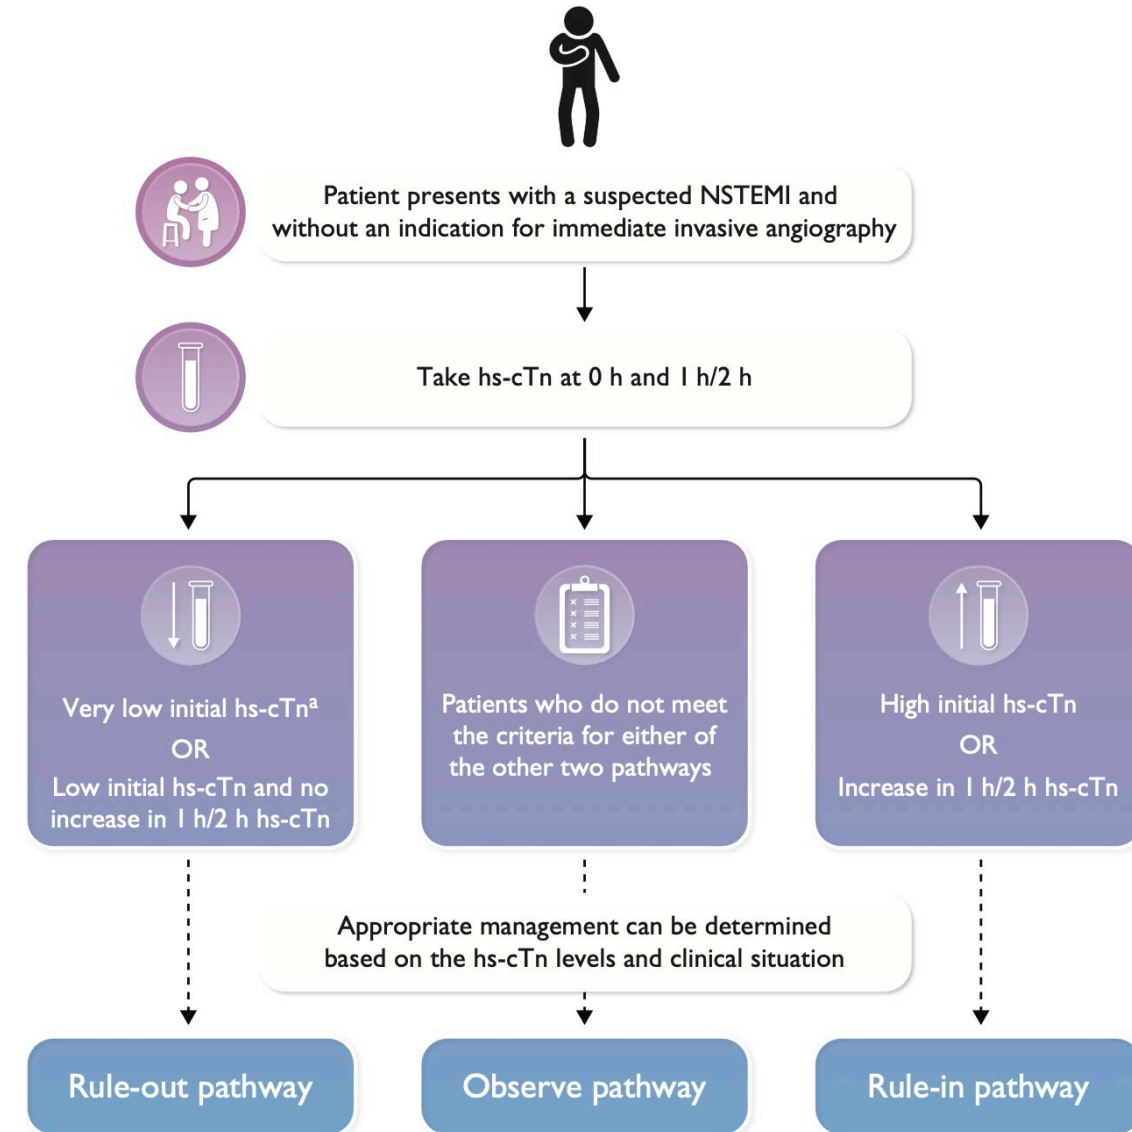 Patient presents with a suspected NSTEMI and
without an indication for immediate invasive angiography
Take hs-cTn at 0 h and 1 h/2 h
Very low initial hs-cTnᵃ
OR
Low initial hs-cTn and no
increase in 1 h/2 h hs-cTn
Patients who do not meet
the criteria for either of
the other two pathways
High initial hs-cTn
OR
Increase in 1 h/2 h hs-cTn
Appropriate management can be determined
based on the hs-cTn levels and clinical situation
Rule-out pathway
Observe pathway
Rule-in pathway